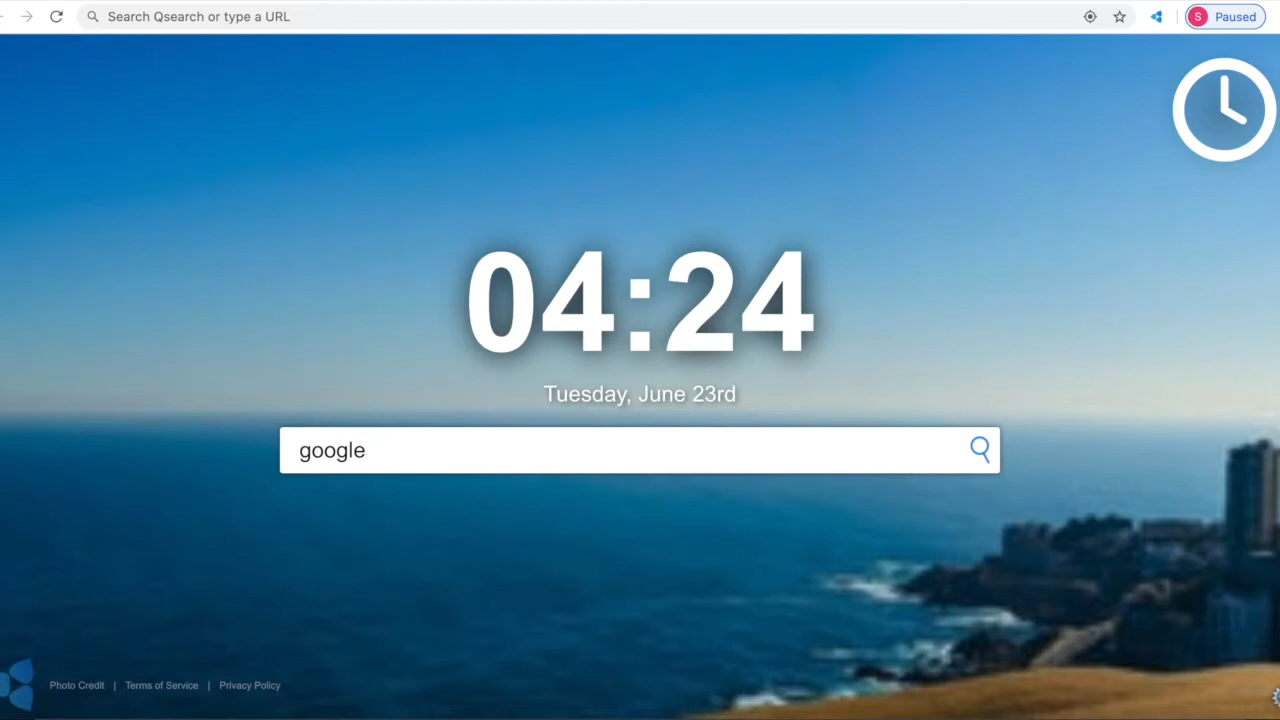 Search Qsearch or type a URL
S Paused
04:24
Tuesday, June 23rd
google
Photo Credit | Terms of Service | Privacy Policy